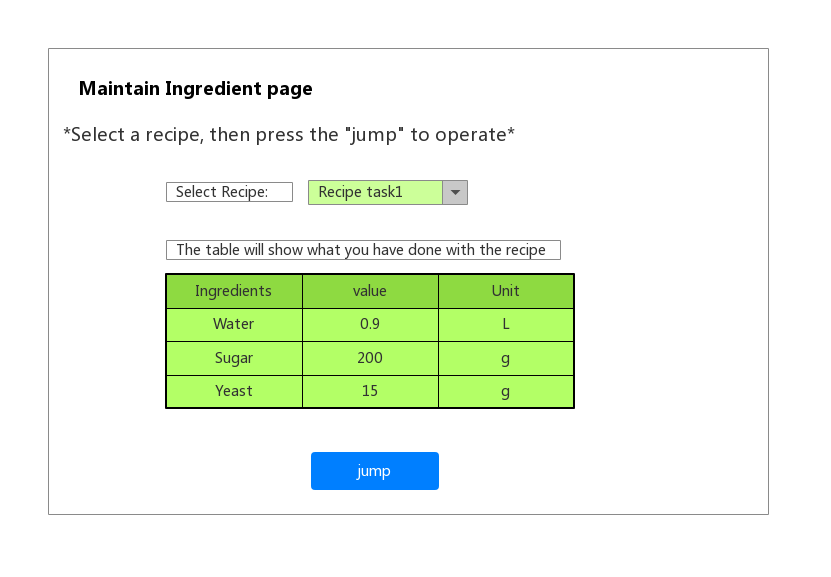 Maintain Ingredient page
*Select a recipe, then press the "jump" to operate*
Select Recipe: Recipe task1
The table will show what you have done with the recipe
Ingredients value Unit
Water 0.9 L
Sugar 200 g
Yeast 15 g
jump